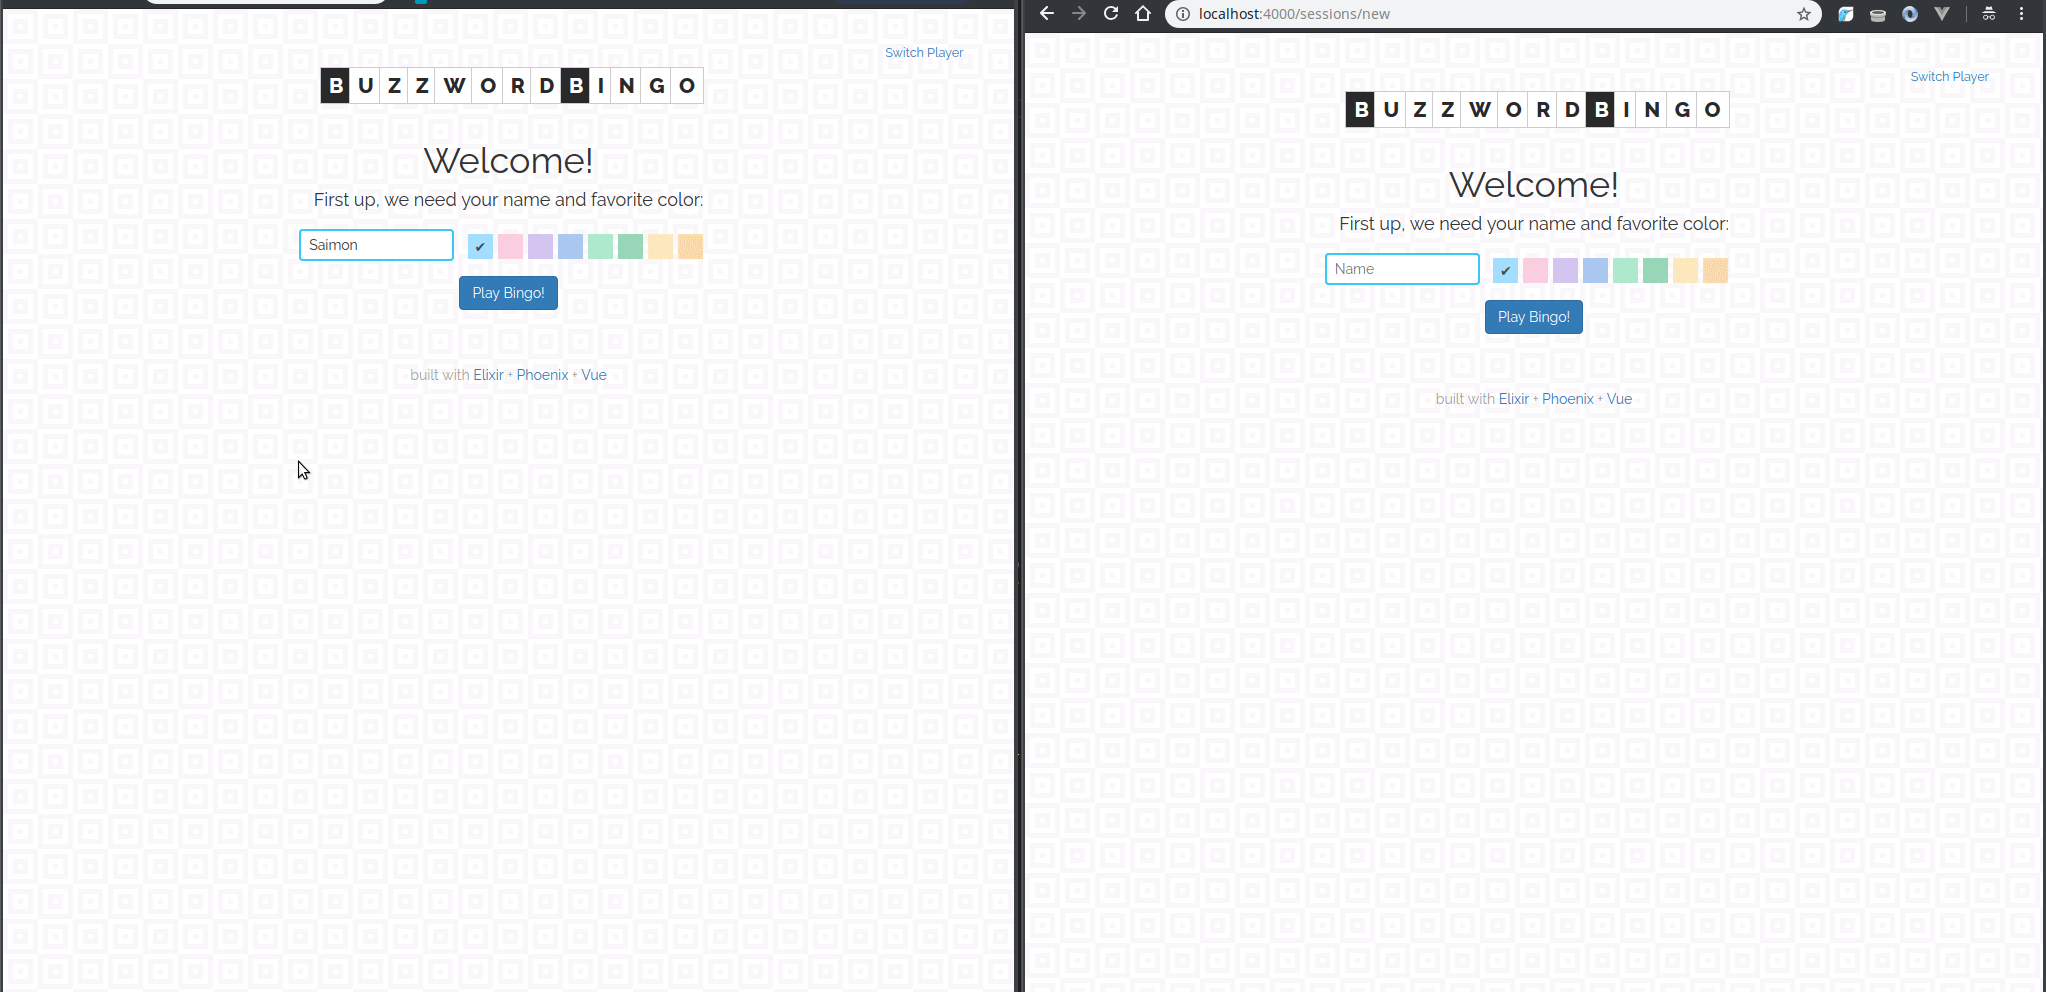 Switch Player
BUZZWORDBINGO
Welcome!
First up, we need your name and favorite color:
Saimon
✔
Play Bingo!
built with Elixir + Phoenix + Vue
localhost:4000/sessions/new
Switch Player
BUZZWORDBINGO
Welcome!
First up, we need your name and favorite color:
Name
✔
Play Bingo!
built with Elixir + Phoenix + Vue